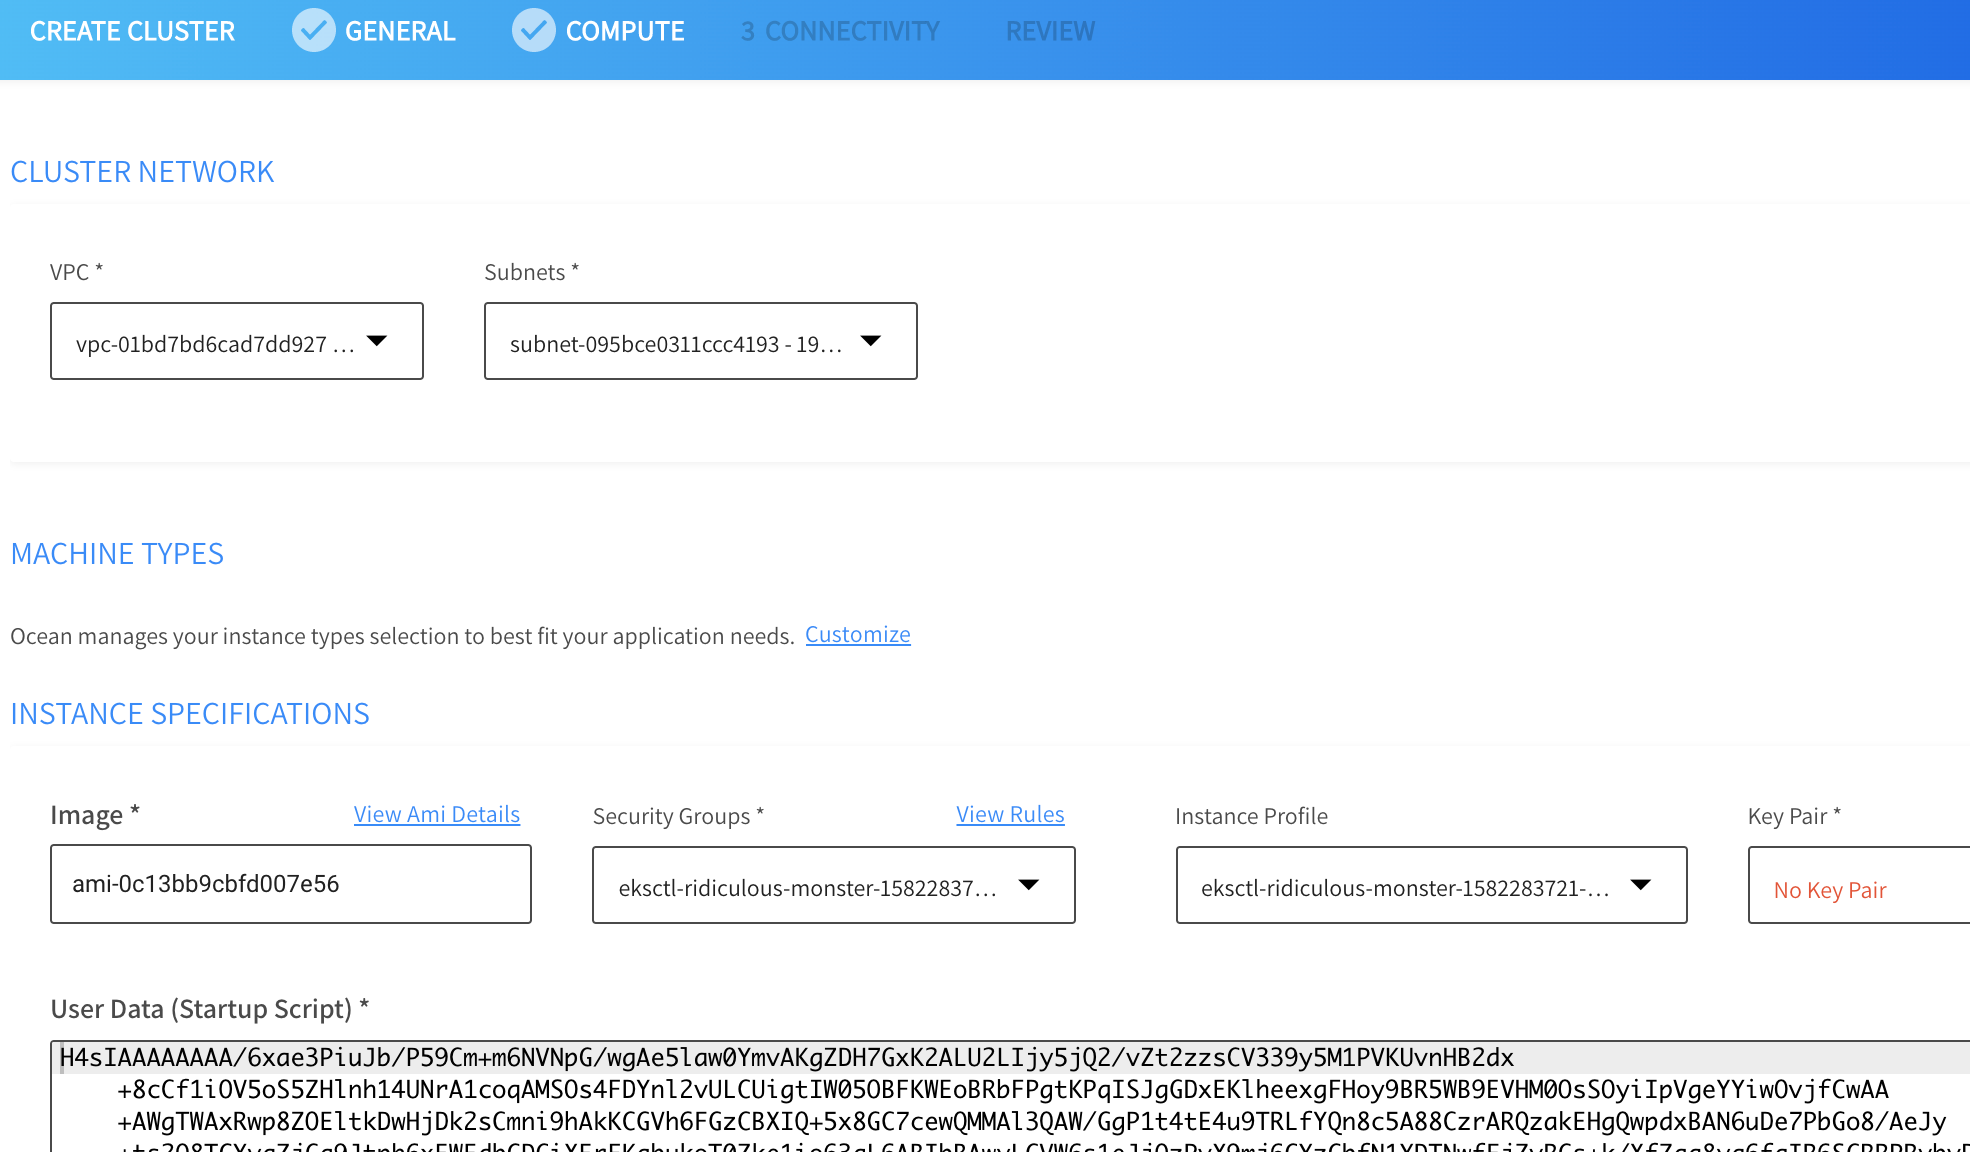 CREATE CLUSTER GENERAL COMPUTE 3 CONNECTIVITY REVIEW
CLUSTER NETWORK
VPC * Subnets *
vpc-01bd7bd6cad7dd927 ... subnet-095bce0311ccc4193 - 19...
MACHINE TYPES
Ocean manages your instance types selection to best fit your application needs. Customize
INSTANCE SPECIFICATIONS
Image * View Ami Details Security Groups * View Rules Instance Profile Key Pair *
ami-0c13bb9cbfd007e56 eksctl-ridiculous-monster-15822837... eksctl-ridiculous-monster-1582283721-... No Key Pair
User Data (Startup Script) *
H4sIAAAAAAAA/6xae3PiuJb/P59Cm+m6NVNpG/wgAe5law0YmvAKgZDH7GxK2ALU2LIjy5jQ2/vZt2zzsCV339y5M1PVKUvnHB2dx
+8cCf1iOV5oS5ZHlnh14UNrA1coqAMSOs4FDYnl2vULCUigtIW05OBFKWEoBRbFPgtKPqISJgGDxEKlheexgFHoy9BR5WB9EVHM0OsSOyiIpVgeYYiwOvjfCwAA
+AWgTWAxRwp8ZOEltkDwHjDk2sCmni9hAkKCGVh6FGzCBXIQ+5x8GC7cewQMMAl3QAW/GgP1t4tE4u9TRLfYQn8c5A88CzrARQzakEHgQwpdxBAN6uDe7PbGo8/AeJy